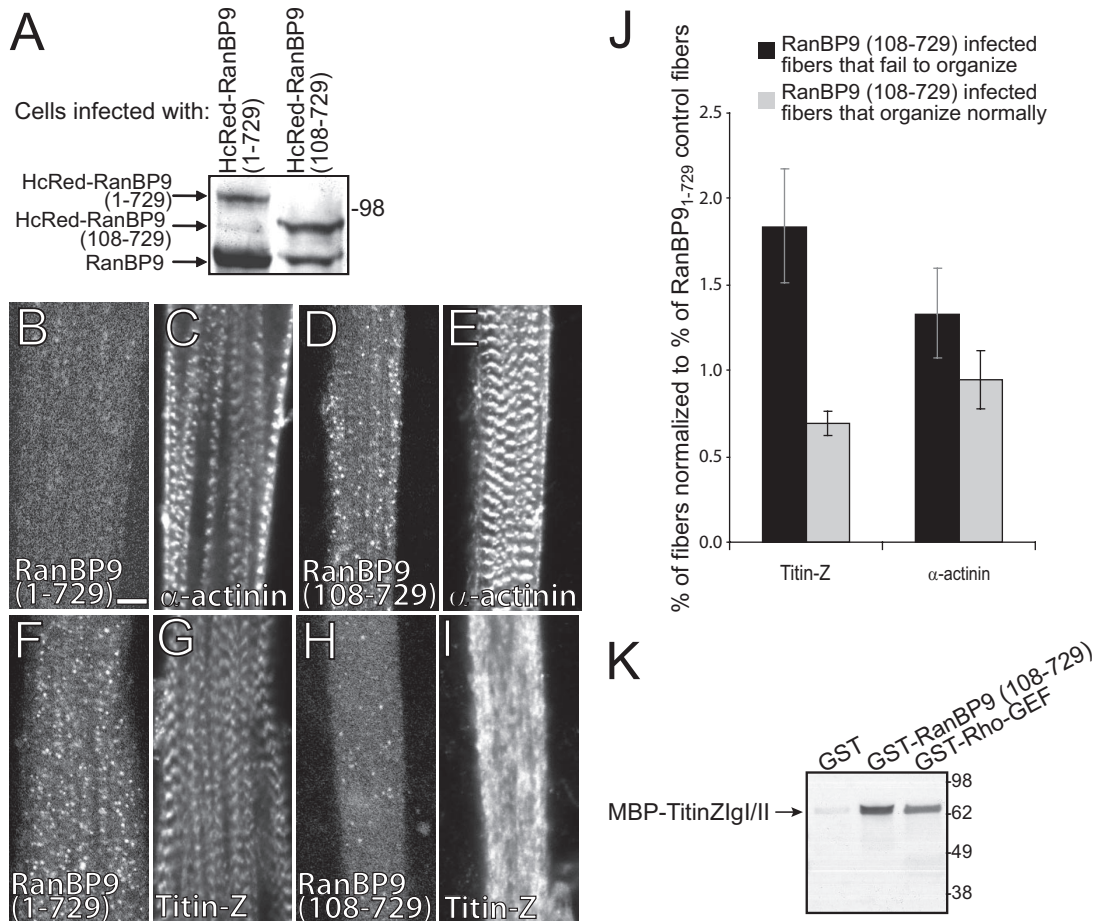 A
Cells infected with:
HcRed-RanBP9
(1-729)
HcRed-RanBP9
(108-729)
HcRed-RanBP9
(1-729)
HcRed-RanBP9
(108-729)
RanBP9
-98
B
RanBP9
(1-729)
C
α-actinin
D
RanBP9
(108-729)
E
α-actinin
F
RanBP9
(1-729)
G
Titin-Z
H
RanBP9
(108-729)
I
Titin-Z
J
RanBP9 (108-729) infected
fibers that fail to organize
RanBP9 (108-729) infected
fibers that organize normally
% of fibers normalized to % of RanBP9₁₋₇₂₉ control fibers
2.5
2.0
1.5
1.0
0.5
0.0
Titin-Z
α-actinin
K
GST
GST-RanBP9 (108-729)
GST-Rho-GEF
MBP-TitinZIgI/II
-98
-62
-49
-38